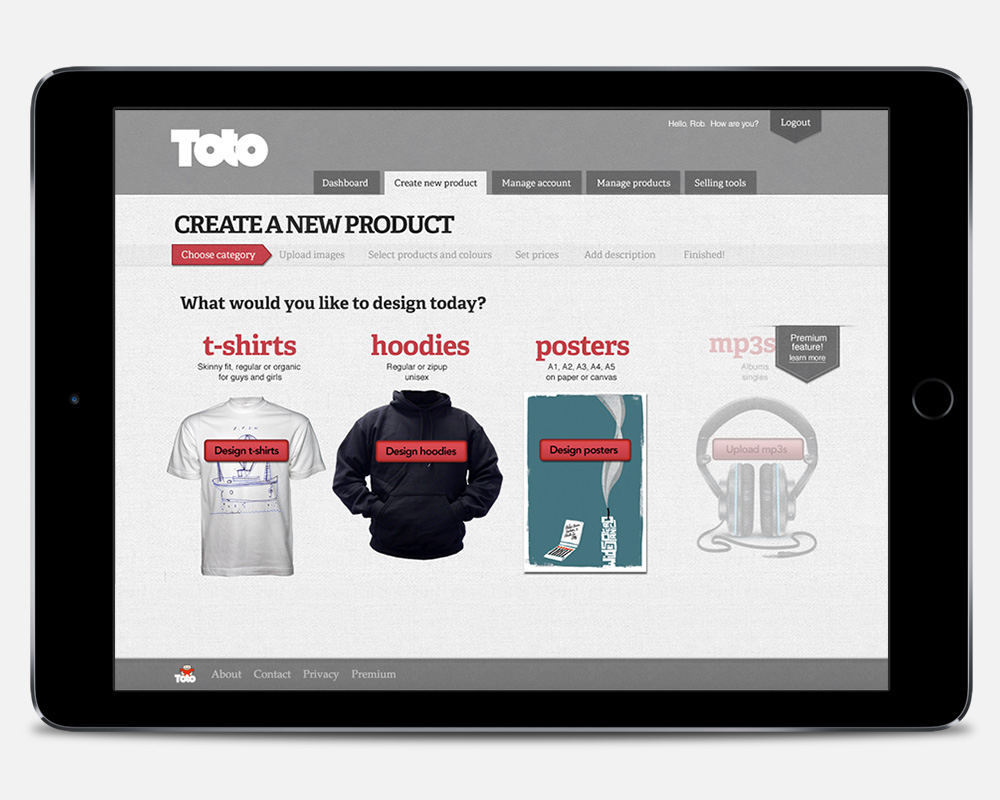 Toto
Hello, Rob. How are you?
Logout
Dashboard
Create new product
Manage account
Manage products
Selling tools
CREATE A NEW PRODUCT
Choose category
Upload images
Select products and colours
Set prices
Add description
Finished!
What would you like to design today?
t-shirts
Skinny fit, regular or organic
for guys and girls
Design t-shirts
hoodies
Regular or zipup
unisex
Design hoodies
posters
A1, A2, A3, A4, A5
on paper or canvas
Design posters
mp3s
Albums
singles
Premium
feature!
learn more
Upload mp3s
Toto
About
Contact
Privacy
Premium